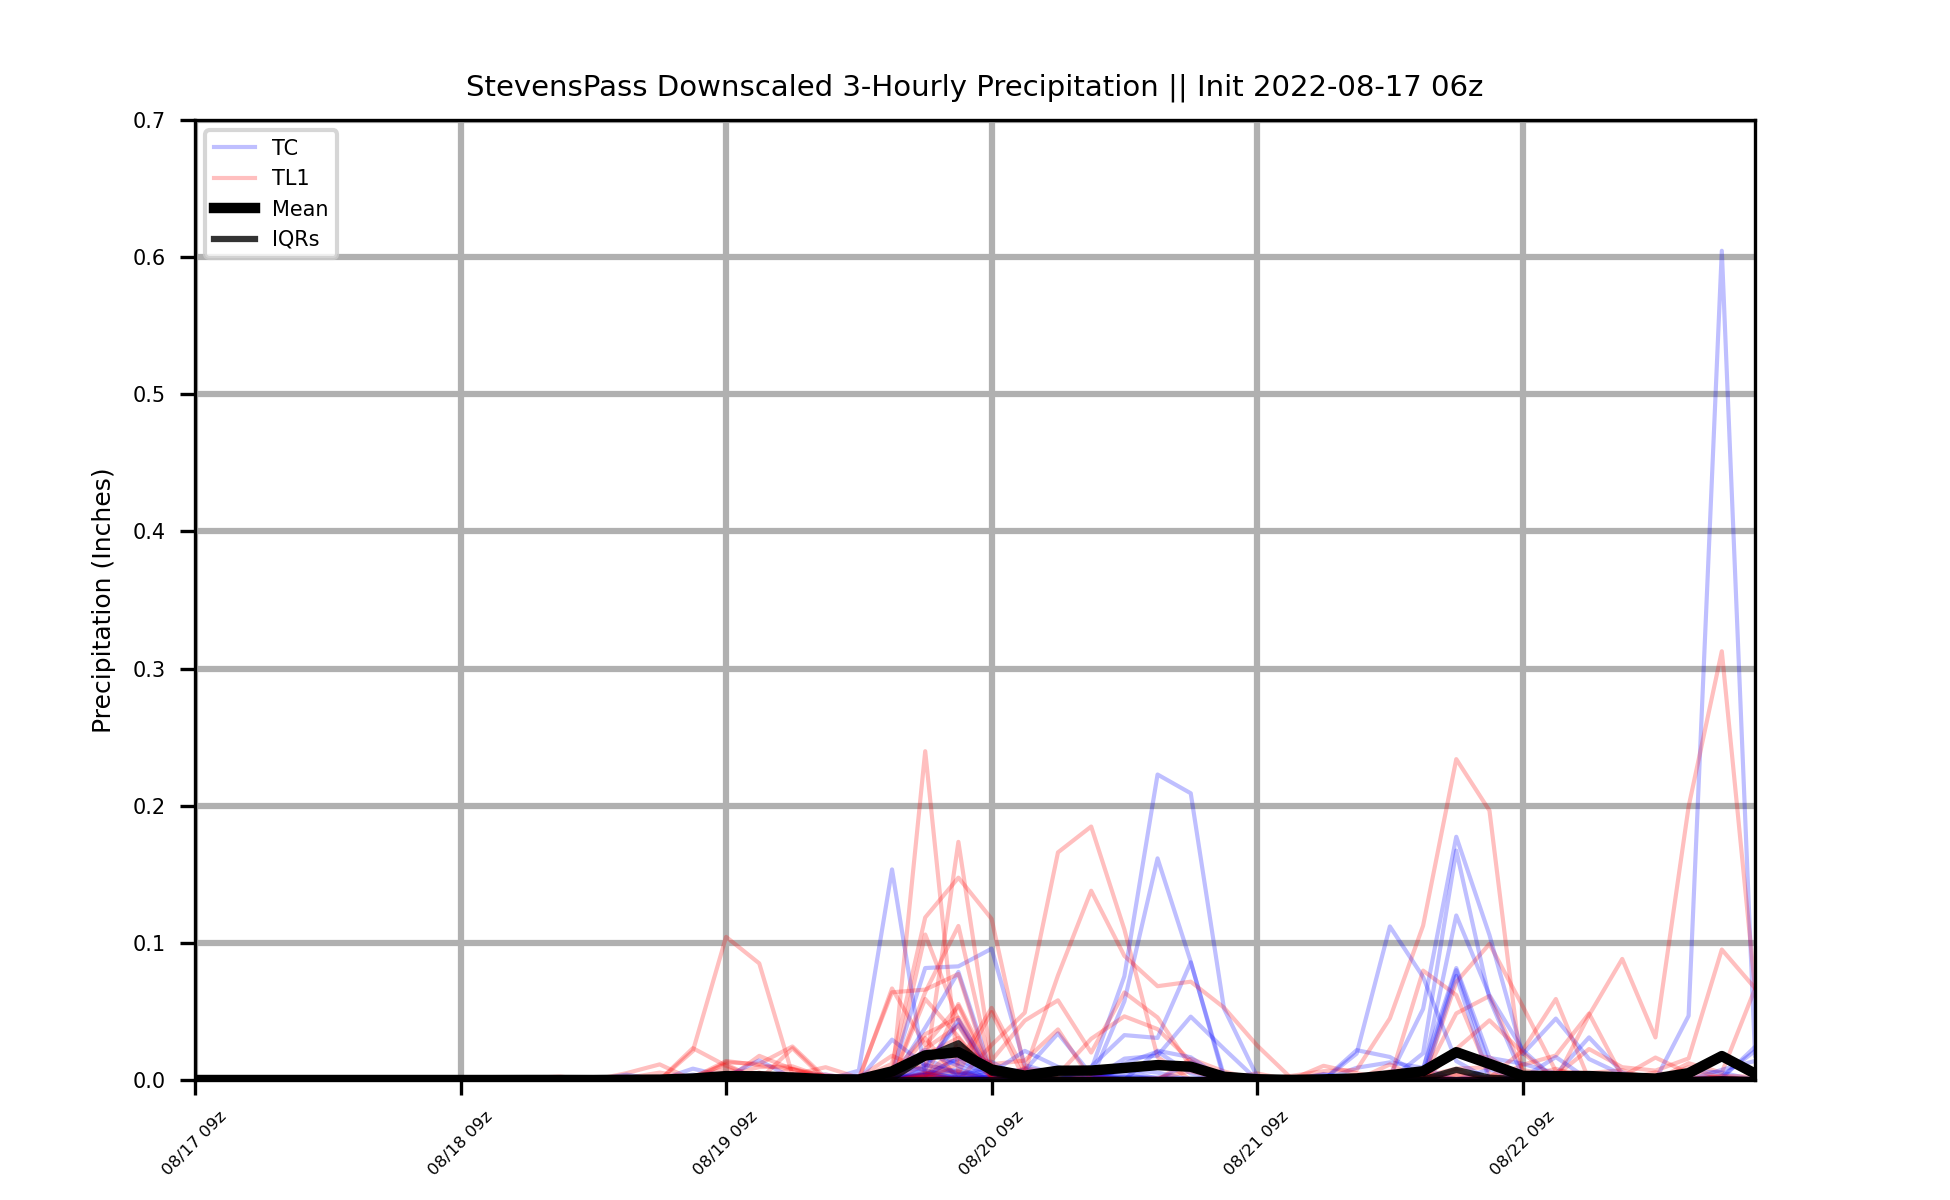 StevensPass Downscaled 3-Hourly Precipitation || Init 2022-08-17 06z
TC
TL1
Mean
IQRs
Precipitation (Inches)
0.7
0.6
0.5
0.4
0.3
0.2
0.1
0.0
08/17 09z
08/18 09z
08/19 09z
08/20 09z
08/21 09z
08/22 09z